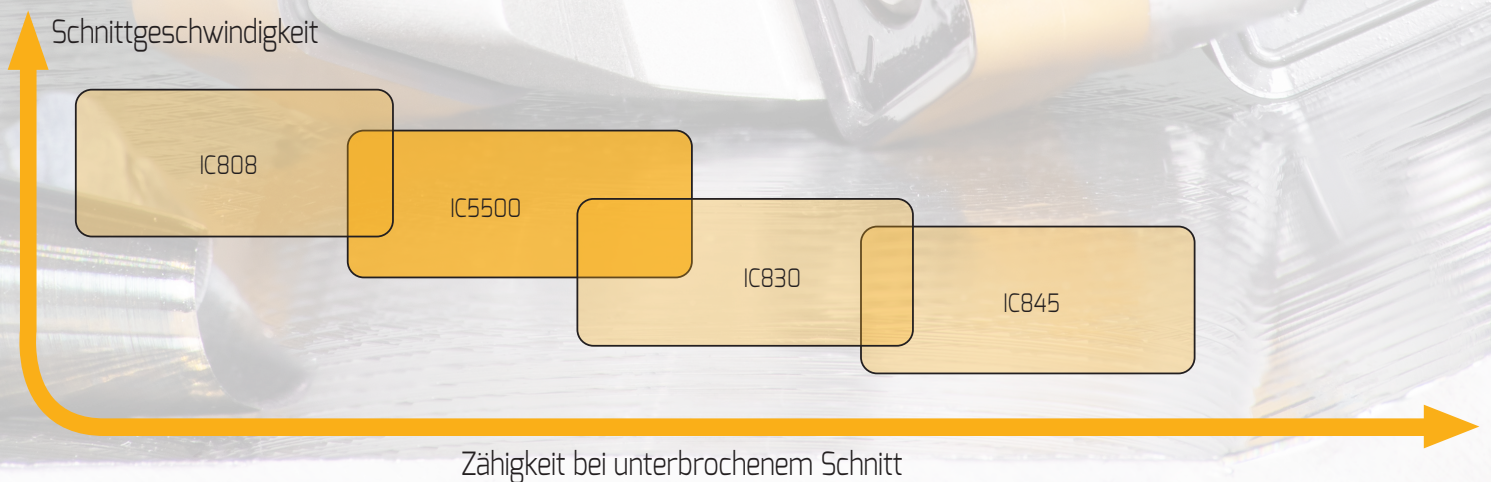 Schnittgeschwindigkeit
IC808
IC5500
IC830
IC845
Zähigkeit bei unterbrochenem Schnitt